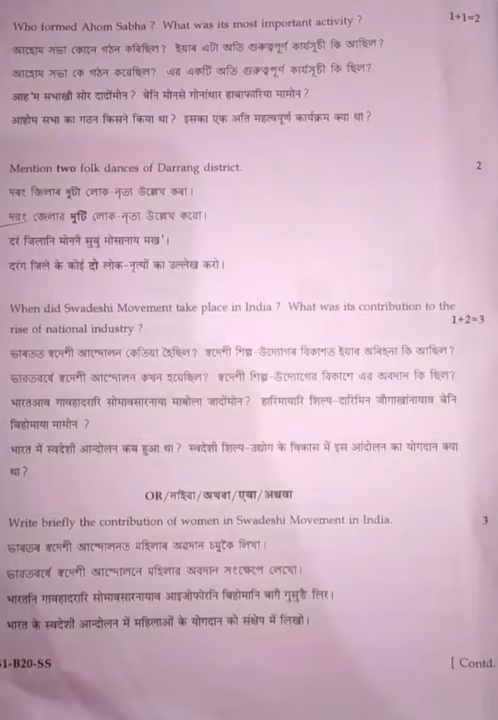 Who formed Ahom Sabha ? What was its most important activity ? 1+1=2
আহোম সভা কোনে গঠন কৰিছিল? ইয়াৰ এটা অতি গুৰুত্বপূৰ্ণ কাৰ্যসূচী কি আছিল?
আহোম সভা কে গঠন করেছিল? এর একটি অতি গুরুত্বপূর্ণ কার্যসূচী কি ছিল?
आह'म सभाखौ सोर दादोंमोन? बेनि मोनसे गोनांथार हाबाफारिया मामोन?
आहोम सभा का गठन किसने किया था? इसका एक अति महत्वपूर्ण कार्यक्रम क्या था?
Mention two folk dances of Darrang district. 2
দৰং জিলাৰ দুটা লোক-নৃত্য উল্লেখ কৰা।
দরং জেলার দুটি লোক-নৃত্য উল্লেখ করো।
दरं जिलानि मोननै सुबुं मोसानाय मख'।
दरंग जिले के कोई दो लोक-नृत्यों का उल्लेख करो।
When did Swadeshi Movement take place in India ? What was its contribution to the
rise of national industry ? 1+2=3
ভাৰতত স্বদেশী আন্দোলন কেতিয়া হৈছিল? স্বদেশী শিল্প-উদ্যোগৰ বিকাশত ইয়াৰ অৰিহণা কি আছিল?
ভারতবর্ষে স্বদেশী আন্দোলন কখন হয়েছিল? স্বদেশী শিল্প-উদ্যোগের বিকাশে এর অবদান কি ছিল?
भारतआव गावहादरारि सोमावसारनाया माबोला जादोंमोन? हारिमायारि शिल्प-दारिमिन जौगाखांनायाव बेनि
बिहोमाया मामोन ?
भारत में स्वदेशी आन्दोलन कब हुआ था? स्वदेशी शिल्प-उद्योग के विकास में इस आंदोलन का योगदान क्या
था?
OR/নাইবা/অথবা/एबा/अथवा
Write briefly the contribution of women in Swadeshi Movement in India. 3
ভাৰতৰ স্বদেশী আন্দোলনত মহিলাৰ অৱদান চমুকৈ লিখা।
ভারতবর্ষে স্বদেশী আন্দোলনে মহিলার অবদান সংক্ষেপে লেখো।
भारतनि गावहादरारि सोमावसारनायाव आइजोफोरनि बिहोमानि बागै गुसुङै लिर।
भारत के स्वदेशी आन्दोलन में महिलाओं के योगदान को संक्षेप में लिखो।
51-B20-SS [ Contd.